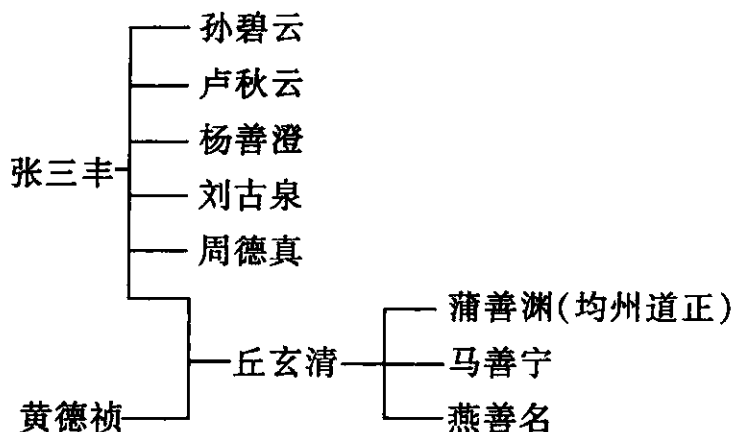 孙碧云
卢秋云
杨善澄
张三丰
刘古泉
周德真
蒲善渊(均州道正)
丘玄清
马善宁
黄德祯
燕善名